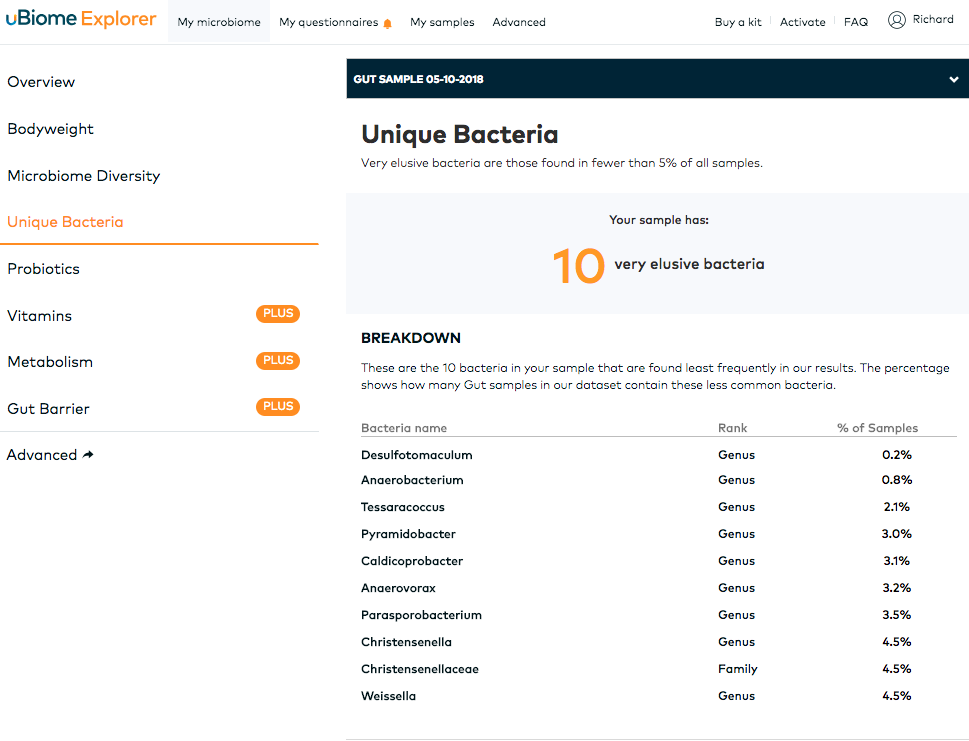 uBiome Explorer My microbiome My questionnaires My samples Advanced Buy a kit Activate FAQ Richard
Overview
Bodyweight
Microbiome Diversity
Unique Bacteria
Probiotics
Vitamins PLUS
Metabolism PLUS
Gut Barrier PLUS
Advanced
GUT SAMPLE 05-10-2018
Unique Bacteria
Very elusive bacteria are those found in fewer than 5% of all samples.
Your sample has:
10 very elusive bacteria
BREAKDOWN
These are the 10 bacteria in your sample that are found least frequently in our results. The percentage
shows how many Gut samples in our dataset contain these less common bacteria.
Bacteria name Rank % of Samples
Desulfotomaculum Genus 0.2%
Anaerobacterium Genus 0.8%
Tessaracoccus Genus 2.1%
Pyramidobacter Genus 3.0%
Caldicoprobacter Genus 3.1%
Anaerovorax Genus 3.2%
Parasporobacterium Genus 3.5%
Christensenella Genus 4.5%
Christensenellaceae Family 4.5%
Weissella Genus 4.5%